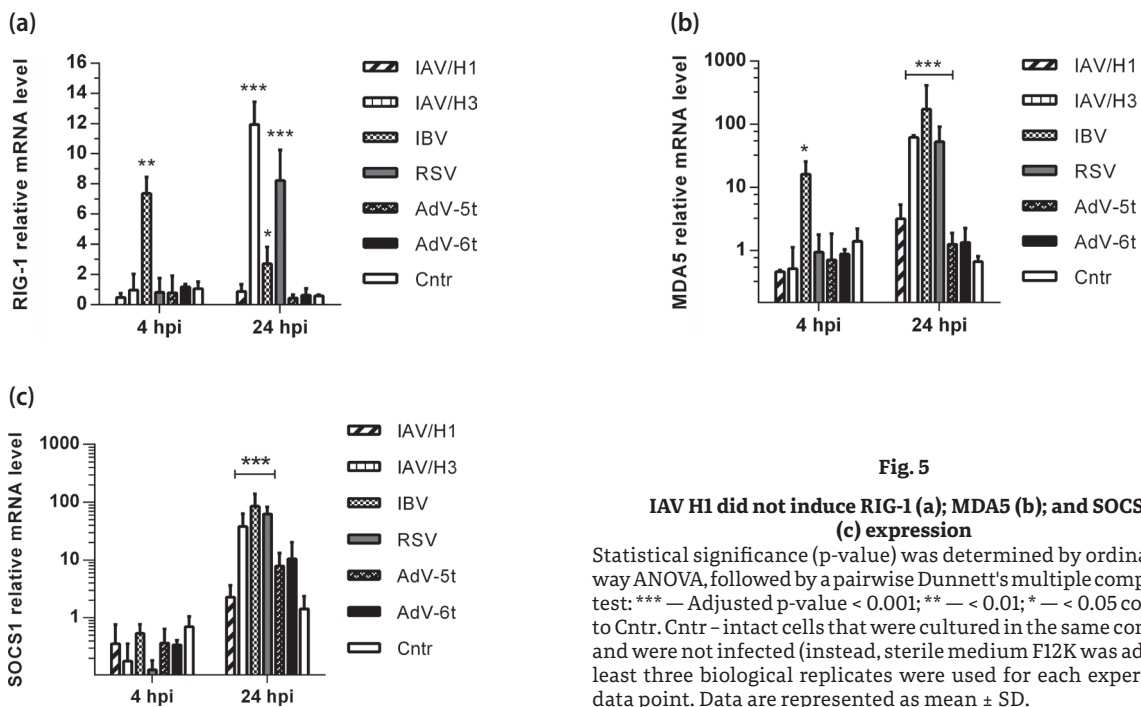 (a)
RIG-1 relative mRNA level
16
14
12
10
8
6
4
2
0
**
***
*
***
4 hpi
24 hpi
IAV/H1
IAV/H3
IBV
RSV
AdV-5t
AdV-6t
Cntr
(b)
MDA5 relative mRNA level
1000
100
10
1
*
***
4 hpi
24 hpi
IAV/H1
IAV/H3
IBV
RSV
AdV-5t
AdV-6t
Cntr
(c)
SOCS1 relative mRNA level
1000
100
10
1
***
4 hpi
24 hpi
IAV/H1
IAV/H3
IBV
RSV
AdV-5t
AdV-6t
Cntr
Fig. 5
IAV H1 did not induce RIG-1 (a); MDA5 (b); and SOCS
(c) expression
Statistical significance (p-value) was determined by ordina
way ANOVA, followed by a pairwise Dunnett's multiple comp
test: *** — Adjusted p-value < 0.001; ** — < 0.01; * — < 0.05 co
to Cntr. Cntr – intact cells that were cultured in the same con
and were not infected (instead, sterile medium F12K was ad
least three biological replicates were used for each exper
data point. Data are represented as mean ± SD.